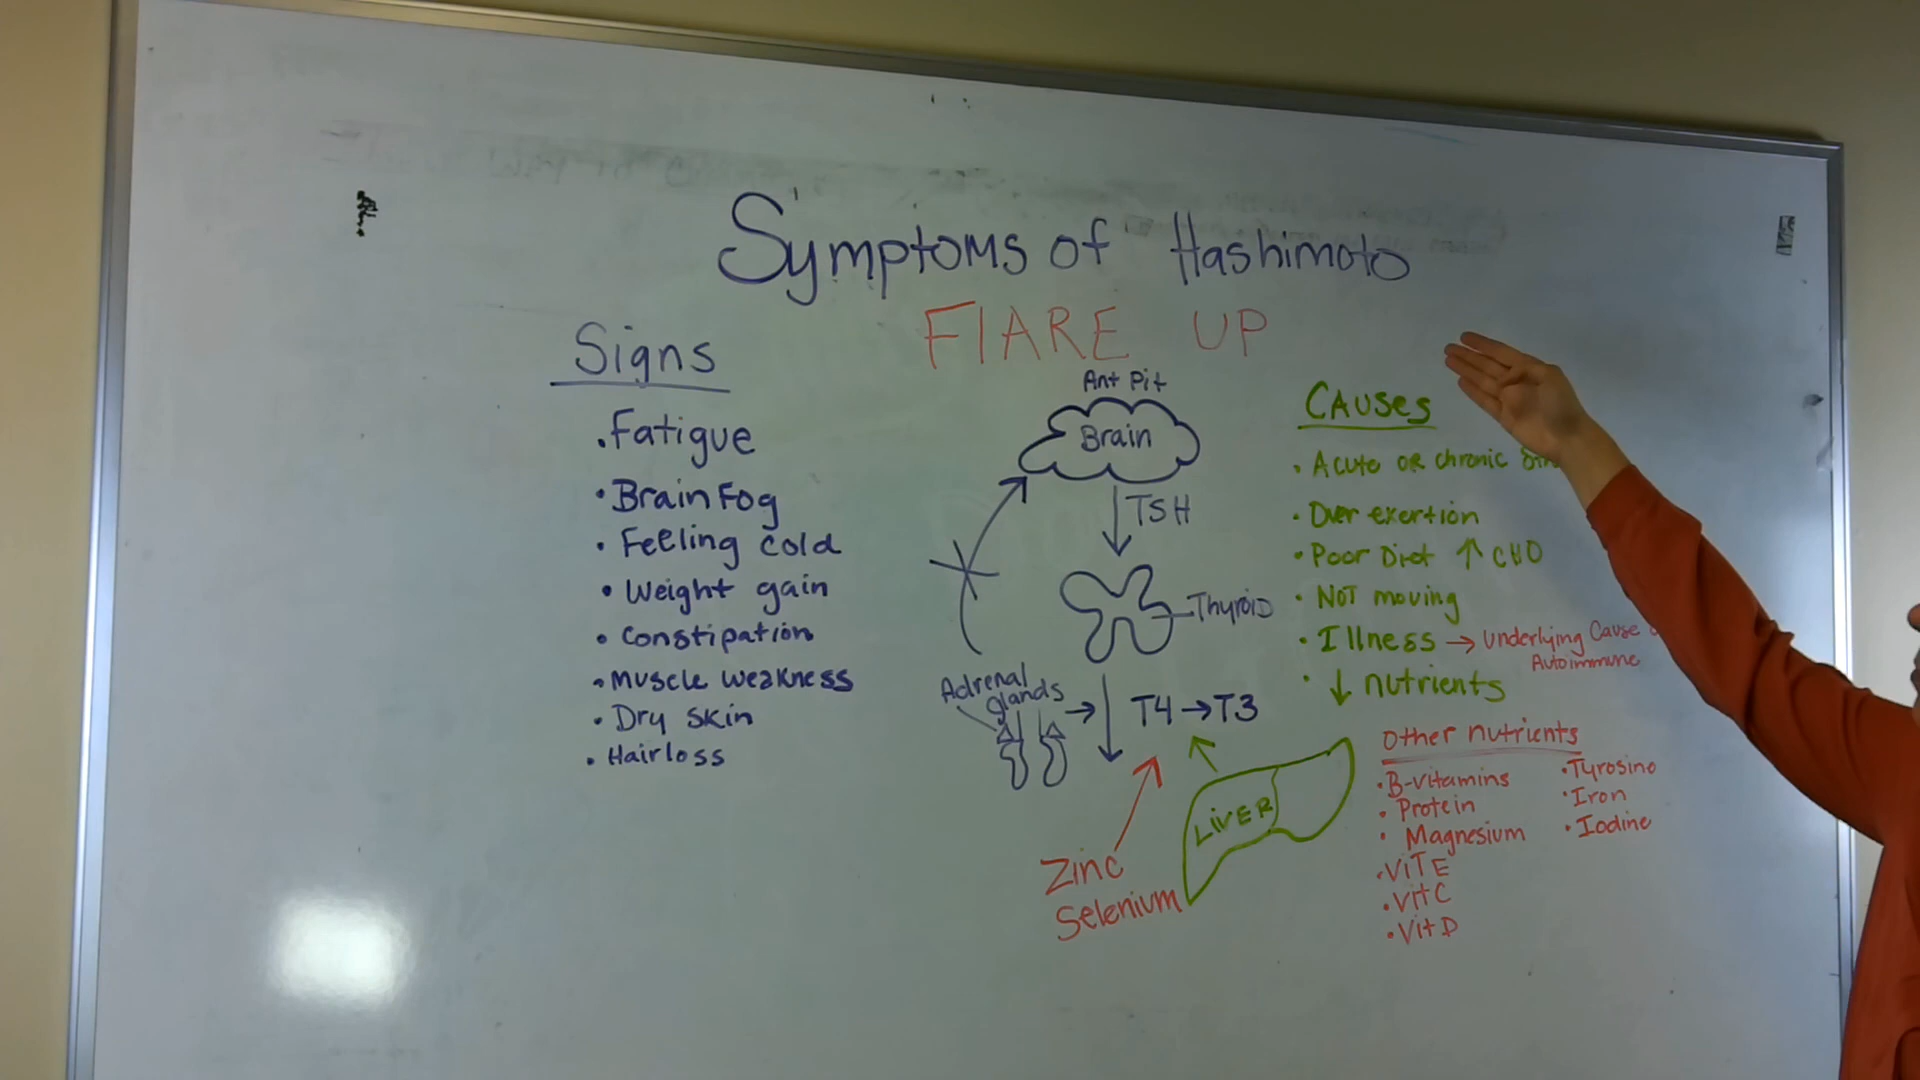 Symptoms of Hashimoto
FlARE UP
Signs
• Fatigue
• Brain Fog
• Feeling cold
• Weight gain
• Constipation
• Muscle weakness
• Dry skin
• Hairloss
Ant Pit
Brain
TSH
Thyroid
Adrenal
glands
→ T4 → T3
LIVER
Zinc
Selenium
CAUSES
• Acute or chronic
• Over exertion
• Poor Diet ↑ CHO
• NOT moving
• Illness → Underlying Cause
Autoimmune
• ↓ nutrients
Other nutrients
• B-vitamins
• Protein
• Magnesium
• ViT E
• Vit C
• Vit D
• Tyrosine
• Iron
• Iodine